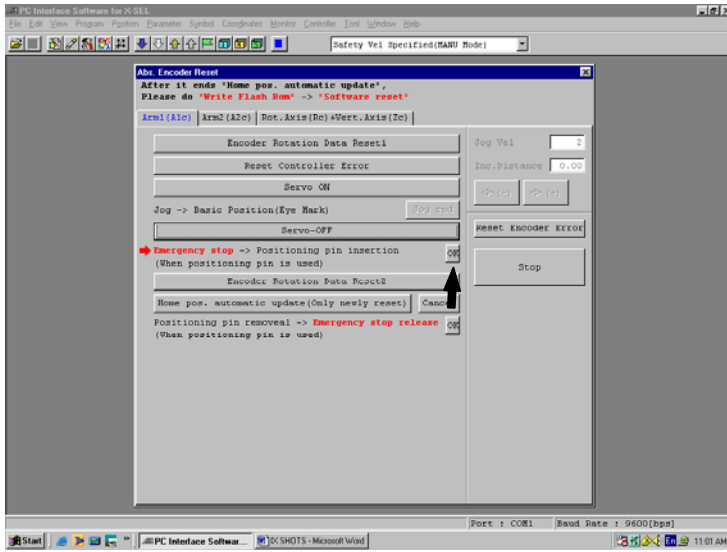 PC Interface Software for X-SEL
File Edit View Program Position Parameter Symbol Coordinates Monitor Controller Tool Window Help
Safety Vel Specified(MANU Mode)
Abs. Encoder Reset
After it ends "Home pos. automatic update",
Please do "Write Flash Rom" -> "Software reset"
Arm1(A1c) Arm2(A2c) Rot.Axis(Rc)+Vert.Axis(Zc)
Encoder Rotation Data Reset1
Reset Controller Error
Servo ON
Jog -> Basic Position(Eye Mark) Jog end
Servo-OFF
Emergency stop -> Positioning pin insertion OK
(When positioning pin is used)
Encoder Rotation Data Reset2
Home pos. automatic update(Only newly reset)
Positioning pin removeal -> Emergency stop release OK
(When positioning pin is used)
Jog Vel 2
Inc.Distance 0.00
(-) (+)
Reset Encoder Error
Stop
Port : COM1 Baud Rate : 9600[bps]
Start PC Interface Softwar... IX SHOTS - Microsoft Word En 11:01 AM